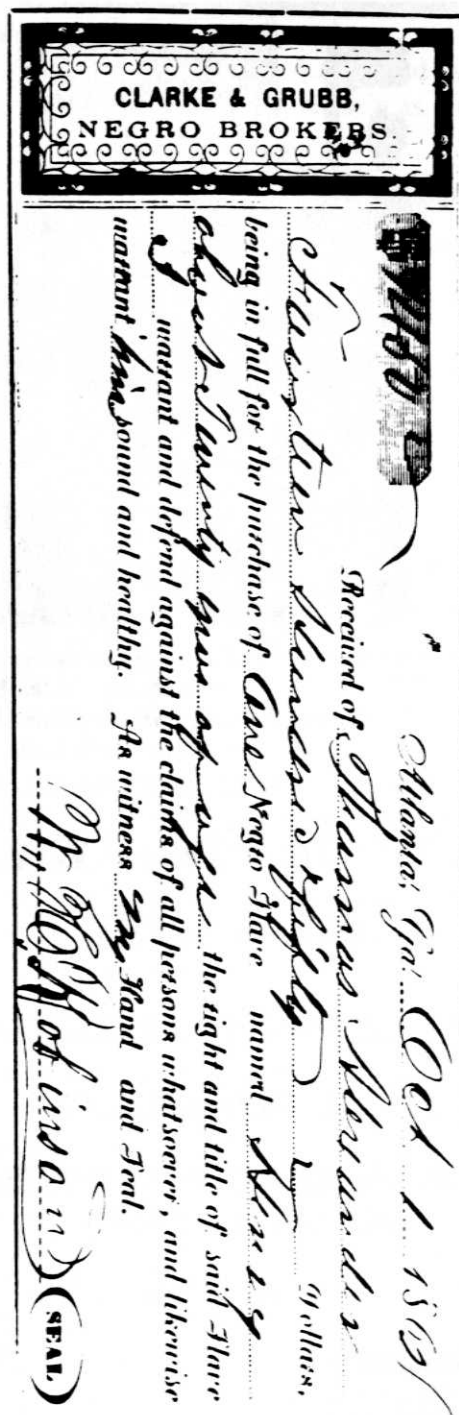 CLARKE & GRUBB,
NEGRO BROKERS.
Atlanta, Ga. Oct 1 186
Received of Thomas Alexander
Hundred Fifty Dollars,
being in full for the purchase of One Negro Slave named Henry
about Twenty years of age the right and title of said Slave
I warrant and defend against the claims of all persons whatsoever, and likewise
warrant him sound and healthy. As witness my Hand and Seal.
Robinson (SEAL)